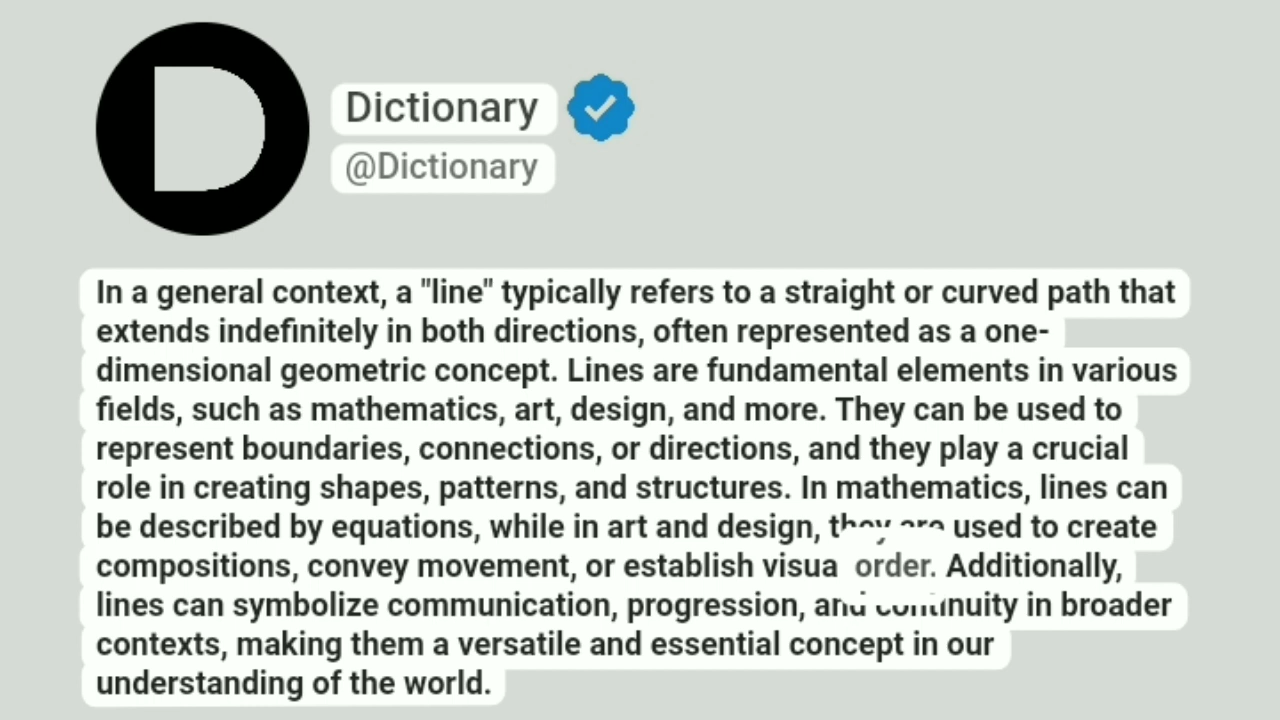 D
Dictionary
@Dictionary
In a general context, a "line" typically refers to a straight or curved path that
extends indefinitely in both directions, often represented as a one-
dimensional geometric concept. Lines are fundamental elements in various
fields, such as mathematics, art, design, and more. They can be used to
represent boundaries, connections, or directions, and they play a crucial
role in creating shapes, patterns, and structures. In mathematics, lines can
be described by equations, while in art and design, they are used to create
compositions, convey movement, or establish visua order. Additionally,
lines can symbolize communication, progression, and continuity in broader
contexts, making them a versatile and essential concept in our
understanding of the world.